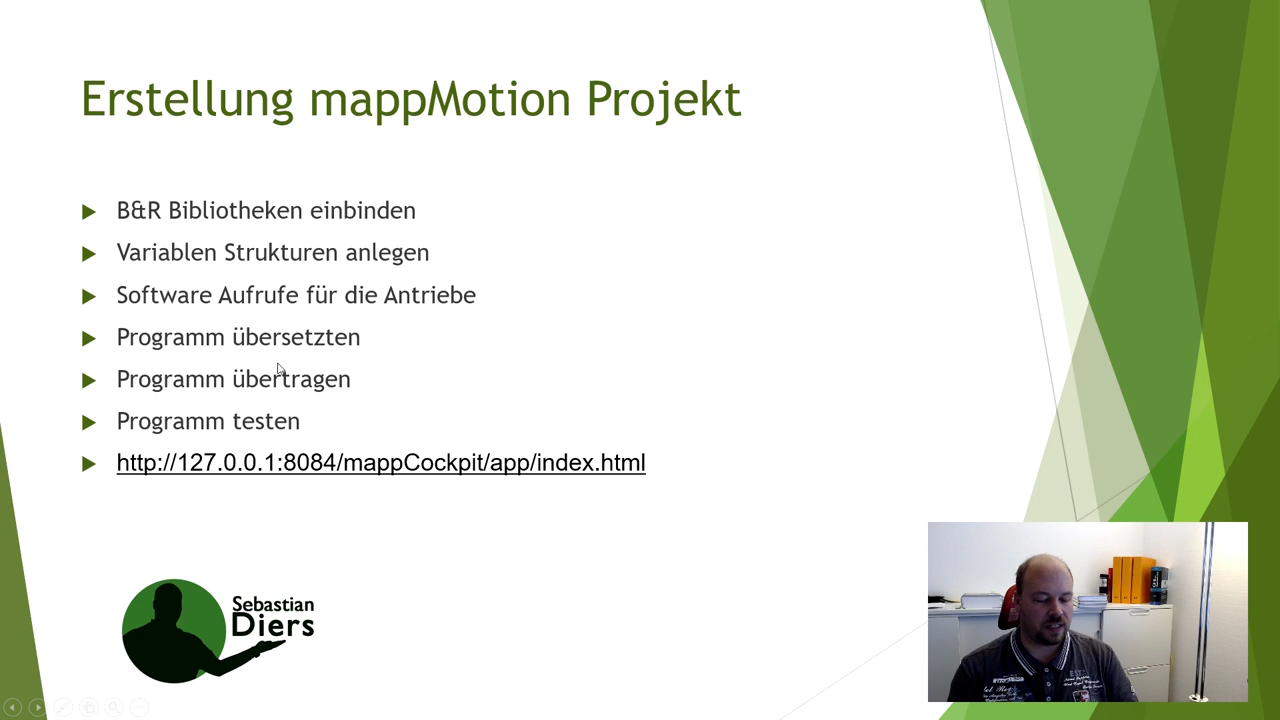 Erstellung mappMotion Projekt
B&R Bibliotheken einbinden
Variablen Strukturen anlegen
Software Aufrufe für die Antriebe
Programm übersetzten
Programm übertragen
Programm testen
http://127.0.0.1:8084/mappCockpit/app/index.html
Sebastian
Diers